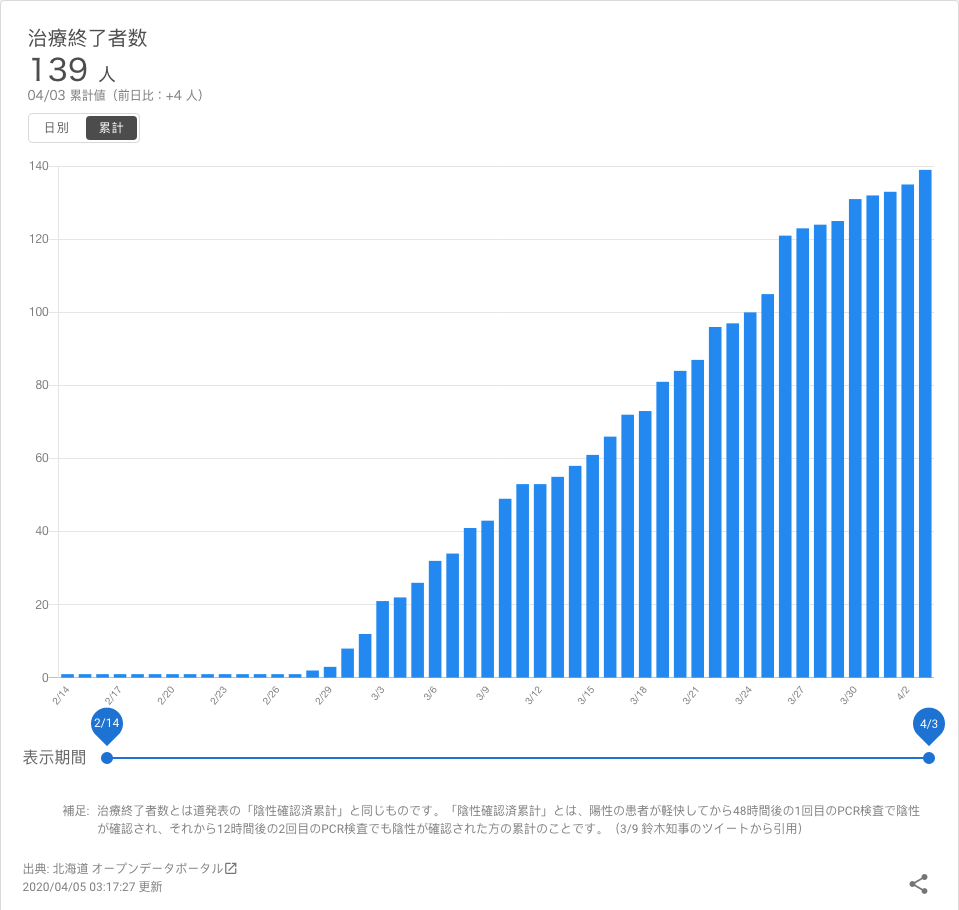 治療終了者数
139 人
04/03 累計値（前日比：+4 人）
日別 累計
140
120
100
80
60
40
20
0
2/14 2/17 2/20 2/23 2/26 2/29 3/3 3/6 3/9 3/12 3/15 3/18 3/21 3/24 3/27 3/30 4/2
2/14 4/3
表示期間
補足: 治療終了者数とは道発表の「陰性確認済累計」と同じものです。「陰性確認済累計」とは、陽性の患者が軽快してから48時間後の1回目のPCR検査で陰性
が確認され、それから12時間後の2回目のPCR検査でも陰性が確認された方の累計のことです。（3/9 鈴木知事のツイートから引用）
出典: 北海道 オープンデータポータル
2020/04/05 03:17:27 更新